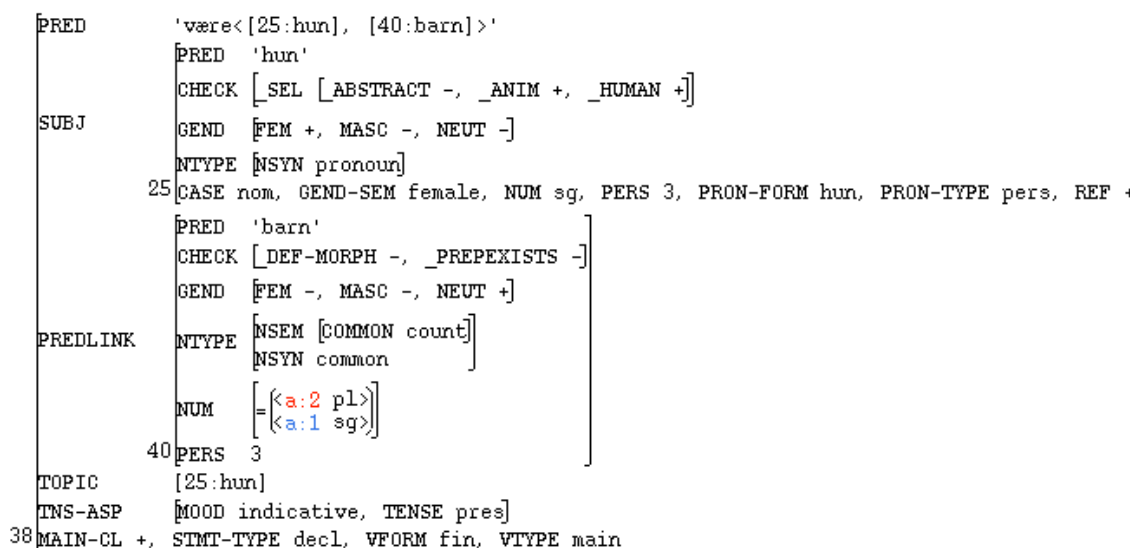 PRED 'være<[25:hun], [40:barn]>'
PRED 'hun'
CHECK [_SEL [_ABSTRACT -, _ANIM +, _HUMAN +]]
SUBJ
GEND [FEM +, MASC -, NEUT -]
NTYPE [NSYN pronoun]
25 CASE nom, GEND-SEM female, NUM sg, PERS 3, PRON-FORM hun, PRON-TYPE pers, REF +
PRED 'barn'
CHECK [_DEF-MORPH -, _PREPEXISTS -]
GEND [FEM -, MASC -, NEUT +]
NSEM [COMMON count]
PREDLINK NTYPE
NSYN common
<a:2 pl>
NUM =
<a:1 sg>
40 PERS 3
TOPIC [25:hun]
TNS-ASP [MOOD indicative, TENSE pres]
38 MAIN-CL +, STMT-TYPE decl, VFORM fin, VTYPE main